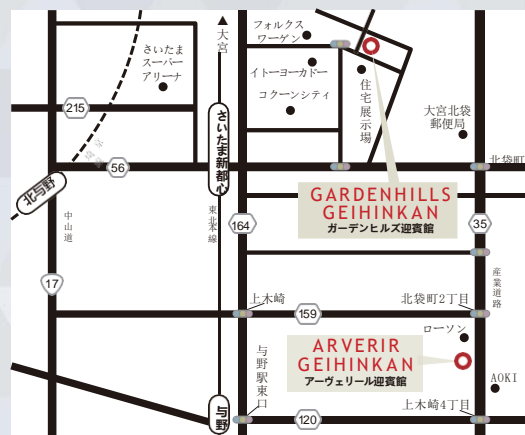 フォルクス
ワーゲン
▲
大宮
さいたま
スーパー
アリーナ
イトーヨーカドー
コクーンシティ
住宅展示場
大宮北袋
郵便局
215
さいたま新都心
56
北袋町
北与野
GARDENHILLS
GEIHINKAN
ガーデンヒルズ迎賓館
中山道
東北本線
164
35
産業道路
17
上木崎
159
北袋町2丁目
ローソン
ARVERIR
GEIHINKAN
アーヴェリール迎賓館
与野駅東口
AOKI
与野
120
上木崎4丁目